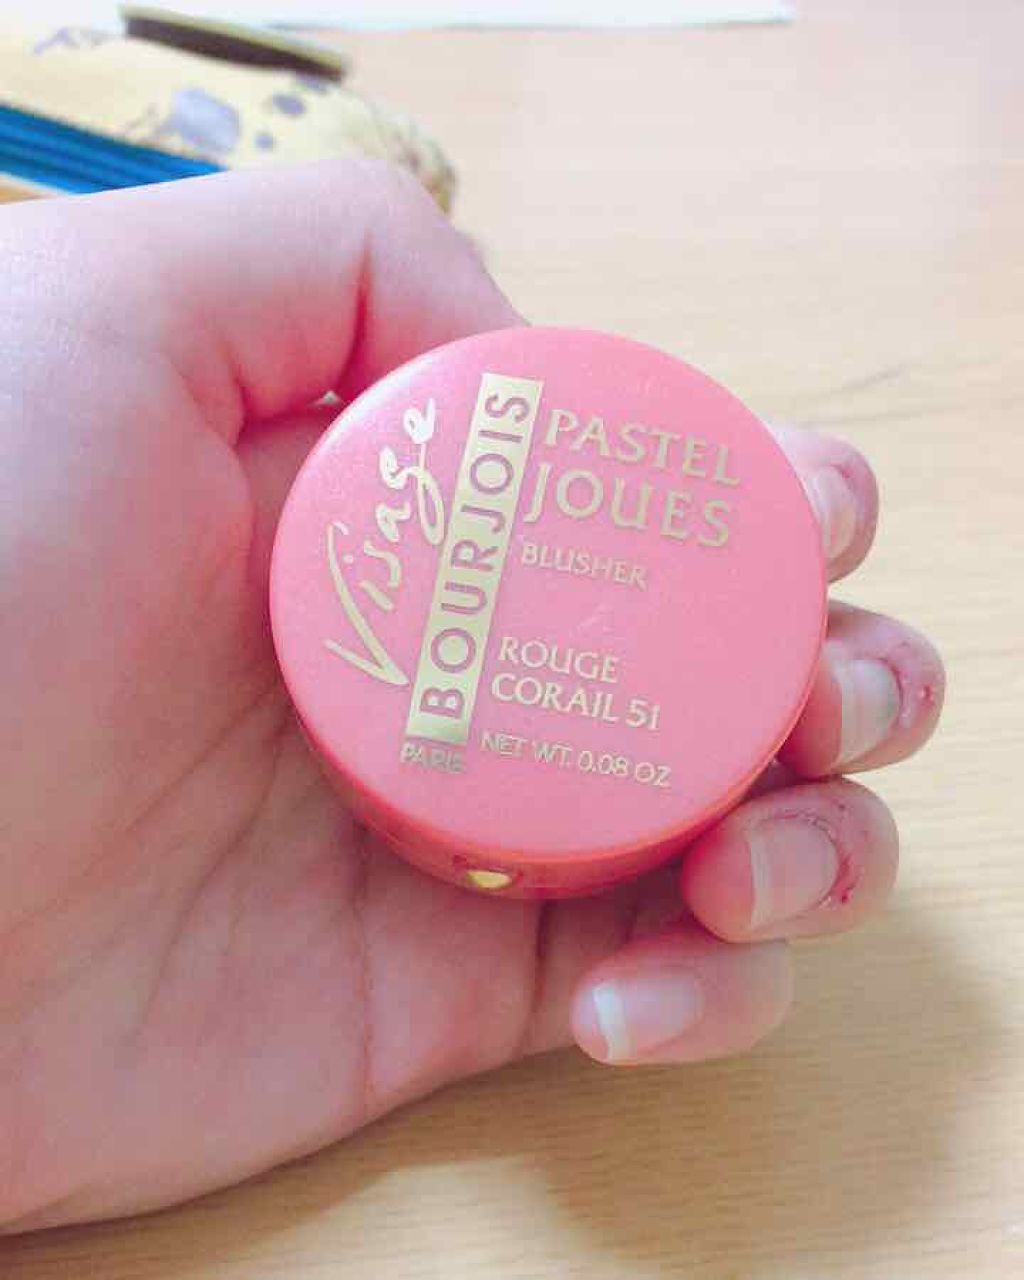 Visage
BOURJOIS
PARIS
PASTEL
JOUES
BLUSHER
ROUGE
CORAIL 51
NET WT. 0.08 OZ